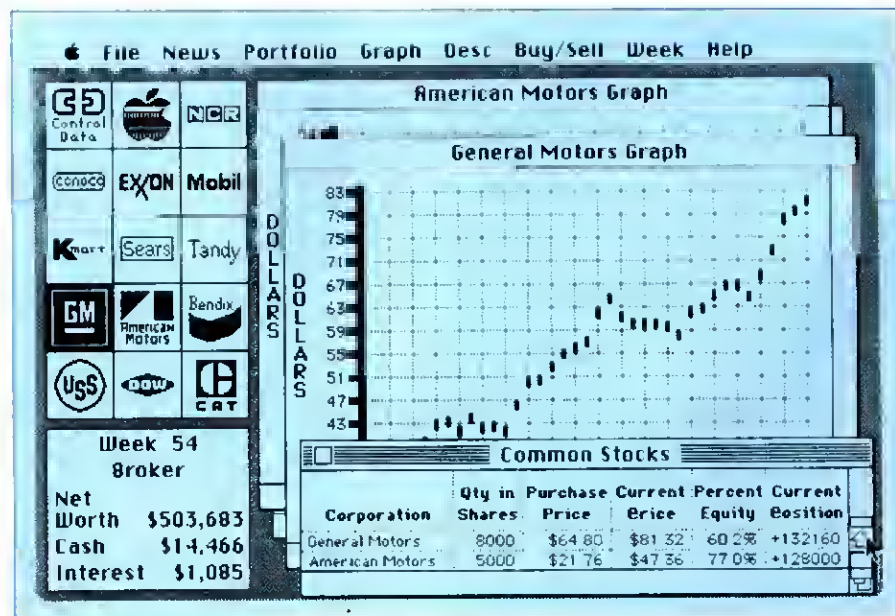 File News Portfolio Graph Desc Buy/Sell Week Help
Control Data
NCR
conoco
EXXON
Mobil
Kmart
Sears
Tandy
GM
American Motors
Bendix
USS
DOW
CAT
Week 54
Broker
Net
Worth $503,683
Cash $14,466
Interest $1,085
American Motors Graph
DOLLARS
General Motors Graph
DOLLARS
83
79
75
71
67
63
59
55
51
47
43
Common Stocks
Corporation Qty in Shares Purchase Price Current Price Percent Equity Current Position
General Motors 8000 $64.80 $81.32 60.2% +132160
American Motors 5000 $21.76 $47.36 77.0% +128000